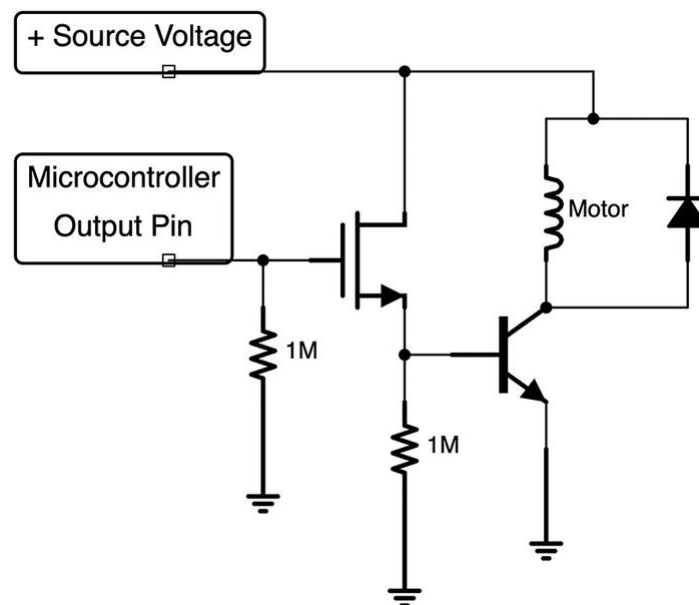 + Source Voltage
Microcontroller
Output Pin
Motor
1M
1M